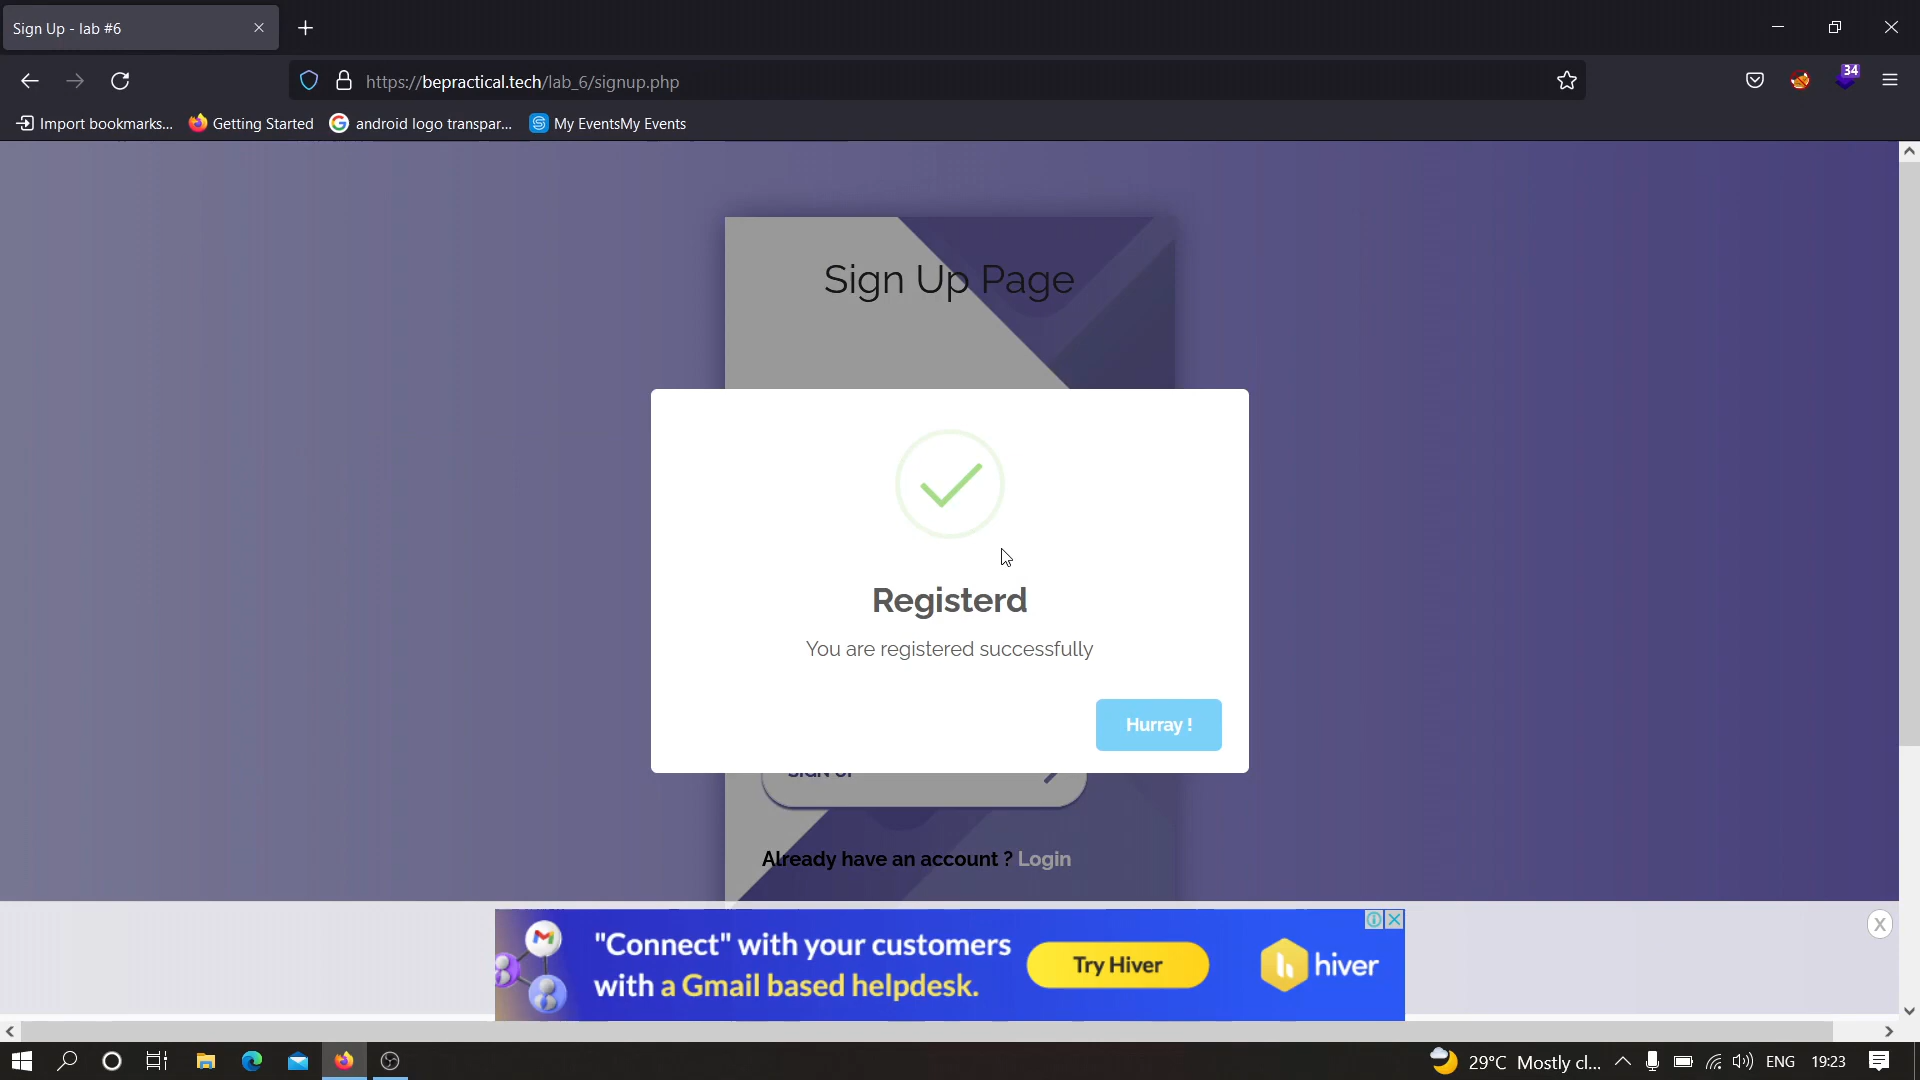 Sign Up - lab #6
https://bepractical.tech/lab_6/signup.php
34
Import bookmarks...
Getting Started
android logo transpar...
My EventsMy Events
Sign Up Page
Registerd
You are registered successfully
Hurray !
Already have an account ? Login
"Connect" with your customers
with a Gmail based helpdesk.
Try Hiver
hiver
X
29°C Mostly cl...
ENG
19:23